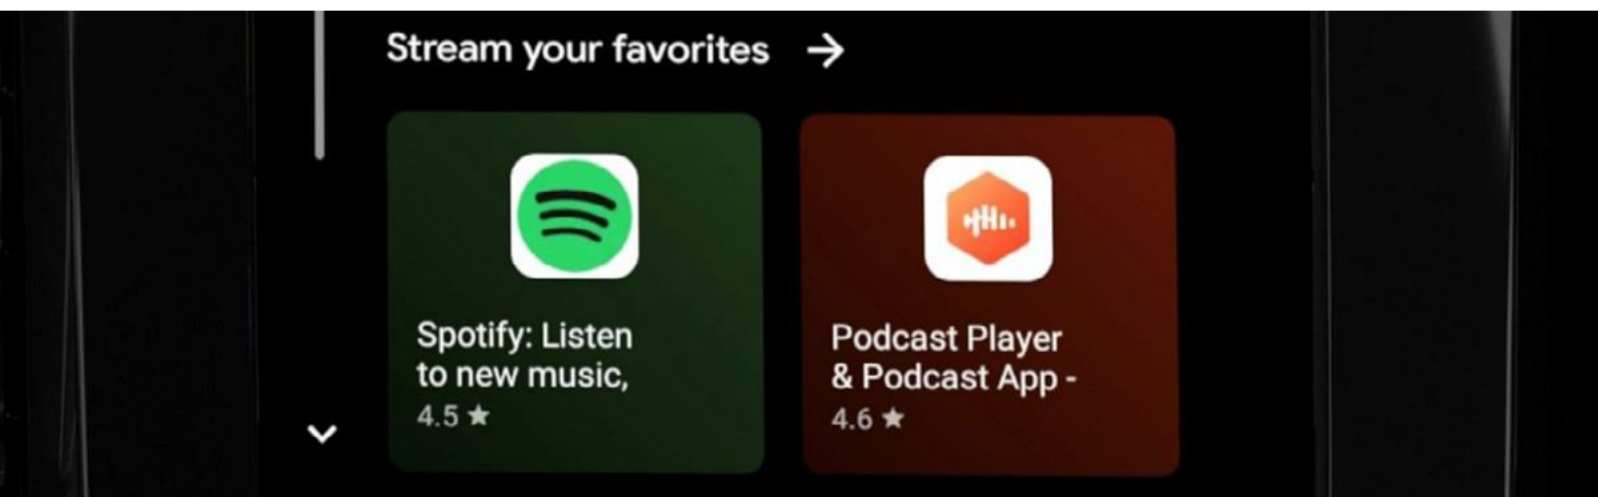 Stream your favorites →
Spotify: Listen
to new music,
4.5 ★
Podcast Player
& Podcast App -
4.6 ★